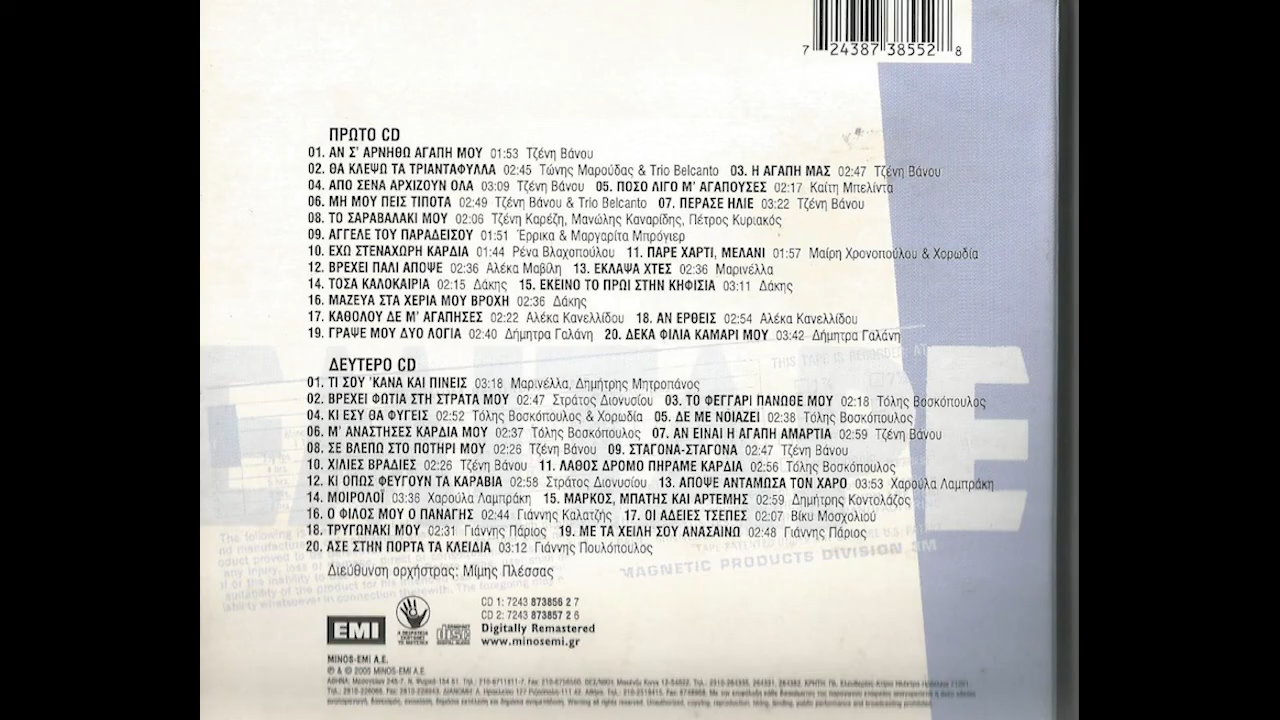 7 24387 38552 8
ΠΡΩΤΟ CD
01. ΑΝ Σ' ΑΡΝΗΘΩ ΑΓΑΠΗ ΜΟΥ 01:53 Τζένη Βάνου
02. ΘΑ ΚΛΕΨΩ ΤΑ ΤΡΙΑΝΤΑΦΥΛΛΑ 02:45 Τώνης Μαρούδας & Trio Belcanto 03. Η ΑΓΑΠΗ ΜΑΣ 02:47 Τζένη Βάνου
04. ΑΠΟ ΣΕΝΑ ΑΡΧΙΖΟΥΝ ΟΛΑ 03:09 Τζένη Βάνου 05. ΠΟΣΟ ΛΙΓΟ Μ' ΑΓΑΠΟΥΣΕΣ 02:17 Καίτη Μπελίντα
06. ΜΗ ΜΟΥ ΠΕΙΣ ΤΙΠΟΤΑ 02:49 Τζένη Βάνου & Trio Belcanto 07. ΠΕΡΑΣΕ ΗΛΙΕ 03:22 Τζένη Βάνου
08. ΤΟ ΣΑΡΑΒΑΛΑΚΙ ΜΟΥ 02:06 Τζένη Καρέζη, Μανώλης Καναρίδης, Πέτρος Κυριακός
09. ΑΓΓΕΛΕ ΤΟΥ ΠΑΡΑΔΕΙΣΟΥ 01:51 Έρρικα & Μαργαρίτα Μπρόγιερ
10. ΕΧΩ ΣΤΕΝΑΧΩΡΗ ΚΑΡΔΙΑ 01:44 Ρένα Βλαχοπούλου 11. ΠΑΡΕ ΧΑΡΤΙ, ΜΕΛΑΝΙ 01:57 Μαίρη Χρονοπούλου & Χορωδία
12. ΒΡΕΧΕΙ ΠΑΛΙ ΑΠΟΨΕ 02:36 Αλέκα Μαβίλη 13. ΕΚΛΑΨΑ ΧΤΕΣ 02:36 Μαρινέλλα
14. ΤΟΣΑ ΚΑΛΟΚΑΙΡΙΑ 02:15 Δάκης 15. ΕΚΕΙΝΟ ΤΟ ΠΡΩΙ ΣΤΗΝ ΚΗΦΙΣΙΑ 03:11 Δάκης
16. ΜΑΖΕΥΑ ΣΤΑ ΧΕΡΙΑ ΜΟΥ ΒΡΟΧΗ 02:36 Δάκης
17. ΚΑΘΟΛΟΥ ΔΕ Μ' ΑΓΑΠΗΣΕΣ 02:22 Αλέκα Κανελλίδου 18. ΑΝ ΕΡΘΕΙΣ 02:54 Αλέκα Κανελλίδου
19. ΓΡΑΨΕ ΜΟΥ ΔΥΟ ΛΟΓΙΑ 02:40 Δήμητρα Γαλάνη 20. ΔΕΚΑ ΦΙΛΙΑ ΚΑΜΑΡΙ ΜΟΥ 03:42 Δήμητρα Γαλάνη
THIS TAPE IS RECORDED AT
ΔΕΥΤΕΡΟ CD
01. ΤΙ ΣΟΥ 'ΚΑΝΑ ΚΑΙ ΠΙΝΕΙΣ 03:18 Μαρινέλλα, Δημήτρης Μητροπάνος
02. ΒΡΕΧΕΙ ΦΩΤΙΑ ΣΤΗ ΣΤΡΑΤΑ ΜΟΥ 02:47 Στράτος Διονυσίου 03. ΤΟ ΦΕΓΓΑΡΙ ΠΑΝΩΘΕ ΜΟΥ 02:18 Τόλης Βοσκόπουλος
04. ΚΙ ΕΣΥ ΘΑ ΦΥΓΕΙΣ 02:52 Τόλης Βοσκόπουλος & Χορωδία 05. ΔΕ ΜΕ ΝΟΙΑΖΕΙ 02:38 Τόλης Βοσκόπουλος
06. Μ' ΑΝΑΣΤΗΣΕΣ ΚΑΡΔΙΑ ΜΟΥ 02:37 Τόλης Βοσκόπουλος 07. ΑΝ ΕΙΝΑΙ Η ΑΓΑΠΗ ΑΜΑΡΤΙΑ 02:59 Τζένη Βάνου
08. ΣΕ ΒΛΕΠΩ ΣΤΟ ΠΟΤΗΡΙ ΜΟΥ 02:26 Τζένη Βάνου 09. ΣΤΑΓΟΝΑ-ΣΤΑΓΟΝΑ 02:47 Τζένη Βάνου
10. ΧΙΛΙΕΣ ΒΡΑΔΙΕΣ 02:26 Τζένη Βάνου 11. ΛΑΘΟΣ ΔΡΟΜΟ ΠΗΡΑΜΕ ΚΑΡΔΙΑ 02:56 Τόλης Βοσκόπουλος
12. ΚΙ ΟΠΩΣ ΦΕΥΓΟΥΝ ΤΑ ΚΑΡΑΒΙΑ 02:58 Στράτος Διονυσίου 13. ΑΠΟΨΕ ΑΝΤΑΜΩΣΑ ΤΟΝ ΧΑΡΟ 03:53 Χαρούλα Λαμπράκη
14. ΜΟΙΡΟΛΟΪ 03:36 Χαρούλα Λαμπράκη 15. ΜΑΡΚΟΣ, ΜΠΑΤΗΣ ΚΑΙ ΑΡΤΕΜΗΣ 02:59 Δημήτρης Κοντολάζος
16. Ο ΦΙΛΟΣ ΜΟΥ Ο ΠΑΝΑΓΗΣ 02:44 Γιάννης Καλατζής 17. ΟΙ ΑΔΕΙΕΣ ΤΣΕΠΕΣ 02:07 Βίκυ Μοσχολιού
18. ΤΡΥΓΟΝΑΚΙ ΜΟΥ 02:31 Γιάννης Πάριος 19. ΜΕ ΤΑ ΧΕΙΛΗ ΣΟΥ ΑΝΑΣΑΙΝΩ 02:48 Γιάννης Πάριος
20. ΑΣΕ ΣΤΗΝ ΠΟΡΤΑ ΤΑ ΚΛΕΙΔΙΑ 03:12 Γιάννης Πουλόπουλος
Διεύθυνση ορχήστρας: Μίμης Πλέσσας
MAGNETIC PRODUCTS DIVISION 3M
EMI
COMPACT disc DIGITAL AUDIO
CD 1: 7243 873856 2 7
CD 2: 7243 873857 2 6
Digitally Remastered
www.minosemi.gr
MINOS-EMI A.E.
℗ & © 2005 MINOS-EMI A.E.